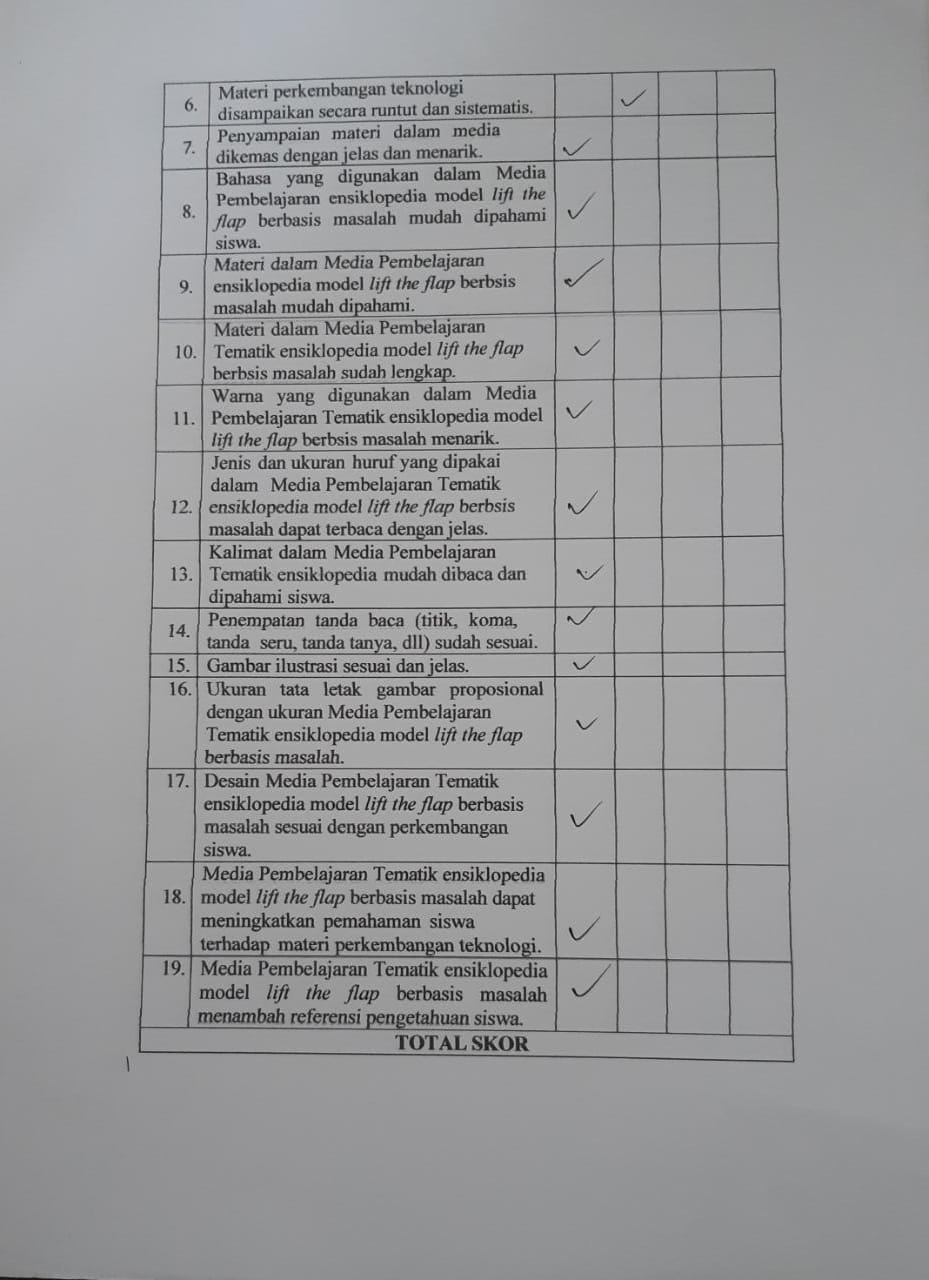 6. Materi perkembangan teknologi
disampaikan secara runtut dan sistematis.
7. Penyampaian materi dalam media
dikemas dengan jelas dan menarik.
8. Bahasa yang digunakan dalam Media
Pembelajaran ensiklopedia model lift the
flap berbasis masalah mudah dipahami
siswa.
9. Materi dalam Media Pembelajaran
ensiklopedia model lift the flap berbsis
masalah mudah dipahami.
10. Materi dalam Media Pembelajaran
Tematik ensiklopedia model lift the flap
berbsis masalah sudah lengkap.
11. Warna yang digunakan dalam Media
Pembelajaran Tematik ensiklopedia model
lift the flap berbsis masalah menarik.
12. Jenis dan ukuran huruf yang dipakai
dalam Media Pembelajaran Tematik
ensiklopedia model lift the flap berbsis
masalah dapat terbaca dengan jelas.
13. Kalimat dalam Media Pembelajaran
Tematik ensiklopedia mudah dibaca dan
dipahami siswa.
14. Penempatan tanda baca (titik, koma,
tanda seru, tanda tanya, dll) sudah sesuai.
15. Gambar ilustrasi sesuai dan jelas.
16. Ukuran tata letak gambar proposional
dengan ukuran Media Pembelajaran
Tematik ensiklopedia model lift the flap
berbasis masalah.
17. Desain Media Pembelajaran Tematik
ensiklopedia model lift the flap berbasis
masalah sesuai dengan perkembangan
siswa.
18. Media Pembelajaran Tematik ensiklopedia
model lift the flap berbasis masalah dapat
meningkatkan pemahaman siswa
terhadap materi perkembangan teknologi.
19. Media Pembelajaran Tematik ensiklopedia
model lift the flap berbasis masalah
menambah referensi pengetahuan siswa.
TOTAL SKOR